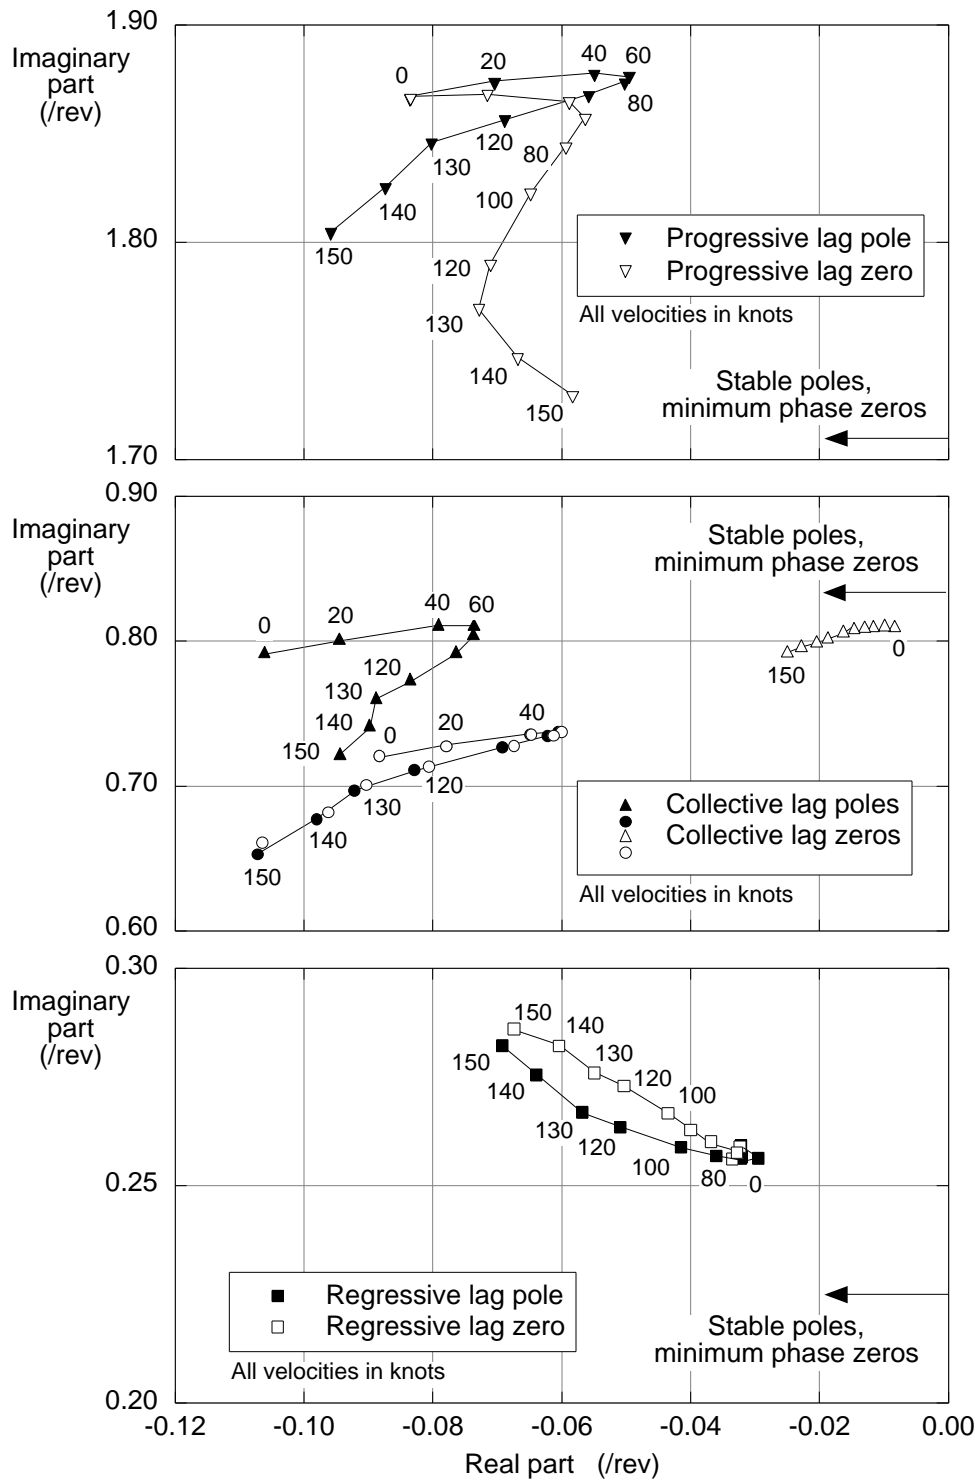 1.90
Imaginary
part
(/rev)
0
20
40
60
80
120
130
140
150
80
100
120
130
140
150
1.80
Progressive lag pole
Progressive lag zero
All velocities in knots
Stable poles,
minimum phase zeros
1.70
0.90
Imaginary
part
(/rev)
Stable poles,
minimum phase zeros
0
20
40
60
0.80
120
130
140
150
0
20
40
150
0
0.70
120
130
140
150
Collective lag poles
Collective lag zeros
All velocities in knots
0.60
0.30
Imaginary
part
(/rev)
150
140
130
120
100
150
140
130
120
100
80
0
0.25
Regressive lag pole
Regressive lag zero
All velocities in knots
Stable poles,
minimum phase zeros
0.20
-0.12 -0.10 -0.08 -0.06 -0.04 -0.02 0.00
Real part (/rev)